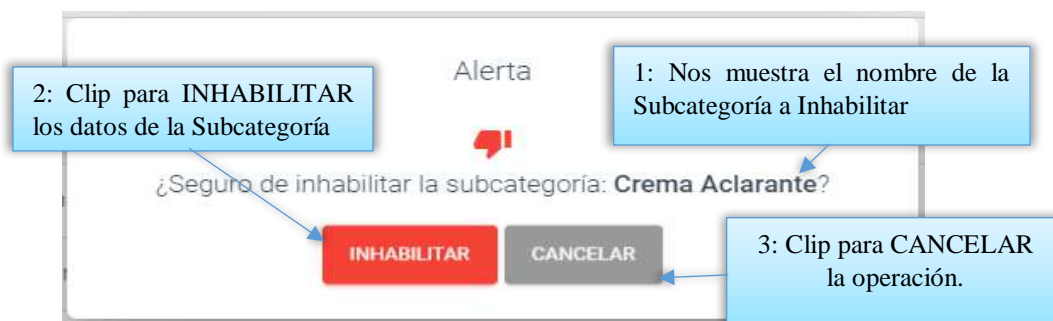 Alerta
1: Nos muestra el nombre de la
Subcategoría a Inhabilitar
2: Clip para INHABILITAR
los datos de la Subcategoría
¿Seguro de inhabilitar la subcategoría: Crema Aclarante?
INHABILITAR
CANCELAR
3: Clip para CANCELAR
la operación.